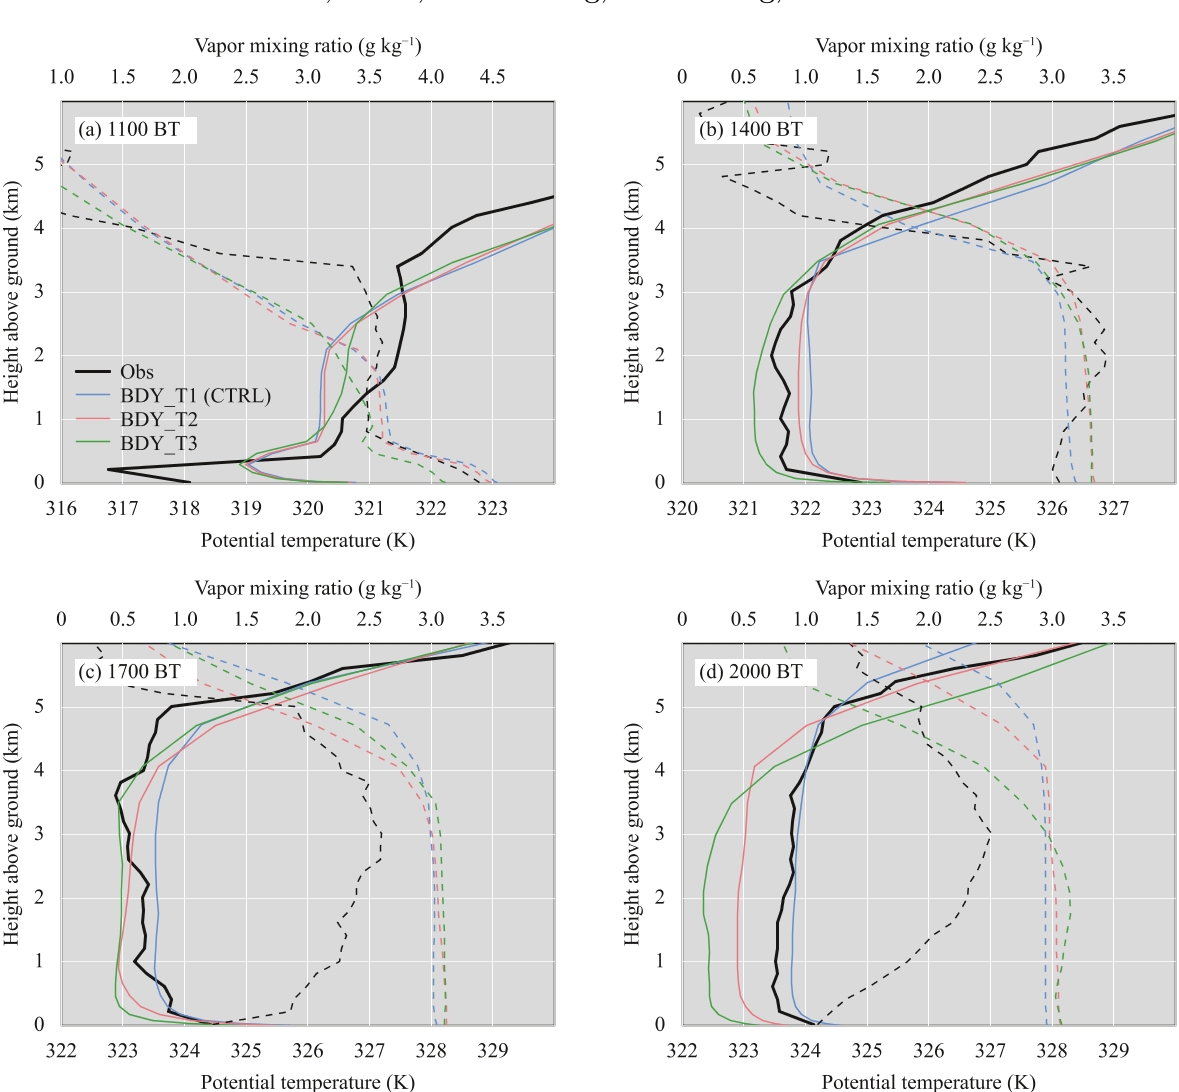 Vapor mixing ratio (g kg⁻¹)
1.0 1.5 2.0 2.5 3.0 3.5 4.0 4.5
(a) 1100 BT
Height above ground (km)
5
4
3
2
1
0
Obs
BDY_T1 (CTRL)
BDY_T2
BDY_T3
316 317 318 319 320 321 322 323
Potential temperature (K)
Vapor mixing ratio (g kg⁻¹)
0 0.5 1.0 1.5 2.0 2.5 3.0 3.5
(b) 1400 BT
Height above ground (km)
5
4
3
2
1
0
320 321 322 323 324 325 326 327
Potential temperature (K)
Vapor mixing ratio (g kg⁻¹)
0 0.5 1.0 1.5 2.0 2.5 3.0 3.5
(c) 1700 BT
Height above ground (km)
5
4
3
2
1
0
322 323 324 325 326 327 328 329
Potential temperature (K)
Vapor mixing ratio (g kg⁻¹)
0 0.5 1.0 1.5 2.0 2.5 3.0 3.5
(d) 2000 BT
Height above ground (km)
5
4
3
2
1
0
322 323 324 325 326 327 328 329
Potential temperature (K)